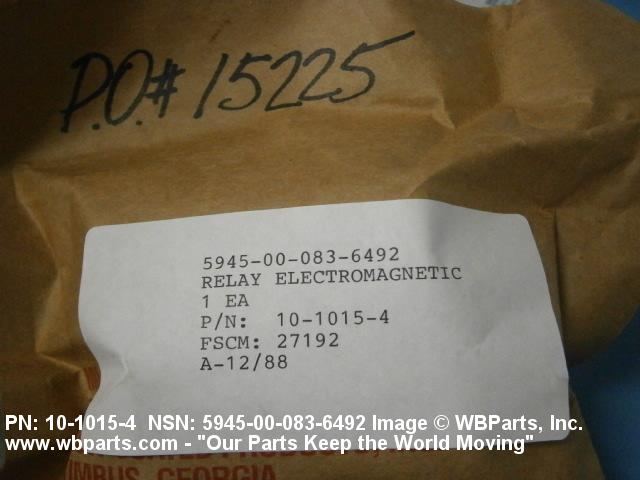 P.O.# 15225
5945-00-083-6492
RELAY ELECTROMAGNETIC
1 EA
P/N: 10-1015-4
FSCM: 27192
A-12/88
PN: 10-1015-4 NSN: 5945-00-083-6492 Image © WBParts, Inc.
www.wbparts.com - "Our Parts Keep the World Moving"
GEORGIA